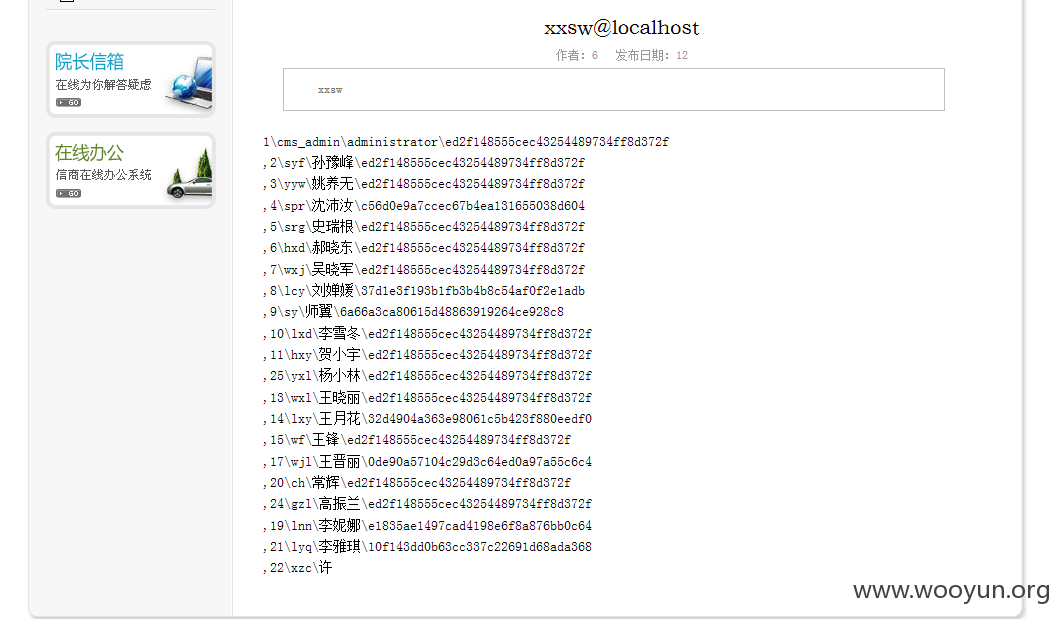 院长信箱
在线为你解答疑虑
GO
在线办公
信商在线办公系统
GO
xxsw@localhost
作者：6 发布日期：12
xxsw
1\cms_admin\administrator\ed2f148555cec43254489734ff8d372f
,2\syf\孙豫峰\ed2f148555cec43254489734ff8d372f
,3\yyw\姚养无\ed2f148555cec43254489734ff8d372f
,4\spr\沈沛汝\c56d0e9a7ccec67b4ea131655038d604
,5\srg\史瑞根\ed2f148555cec43254489734ff8d372f
,6\hxd\郝晓东\ed2f148555cec43254489734ff8d372f
,7\wxj\吴晓军\ed2f148555cec43254489734ff8d372f
,8\lcy\刘婵媛\37d1e3f193b1fb3b4b8c54af0f2e1adb
,9\sy\师翼\6a66a3ca80615d48863919264ce928c8
,10\lxd\李雪冬\ed2f148555cec43254489734ff8d372f
,11\hxy\贺小宇\ed2f148555cec43254489734ff8d372f
,25\yxl\杨小林\ed2f148555cec43254489734ff8d372f
,13\wxl\王晓丽\ed2f148555cec43254489734ff8d372f
,14\lxy\王月花\32d4904a363e98061c5b423f880eedf0
,15\wf\王锋\ed2f148555cec43254489734ff8d372f
,17\wjl\王晋丽\0de90a57104c29d3c64ed0a97a55c6c4
,20\ch\常辉\ed2f148555cec43254489734ff8d372f
,24\gzl\高振兰\ed2f148555cec43254489734ff8d372f
,19\lnn\李妮娜\e1835ae1497cad4198e6f8a876bb0c64
,21\lyq\李雅琪\10f143dd0b63cc337c22691d68ada368
,22\xzc\许
www.wooyun.org